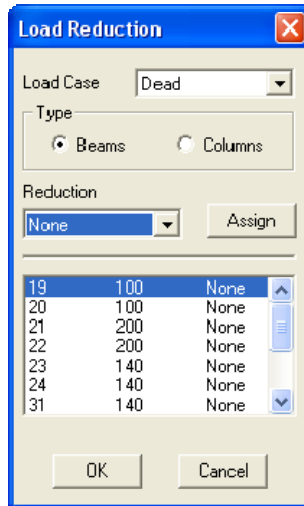 Load Reduction
Load Case Dead
Type
Beams Columns
Reduction
None Assign
19 100 None
20 100 None
21 200 None
22 200 None
23 140 None
24 140 None
31 140 None
OK Cancel